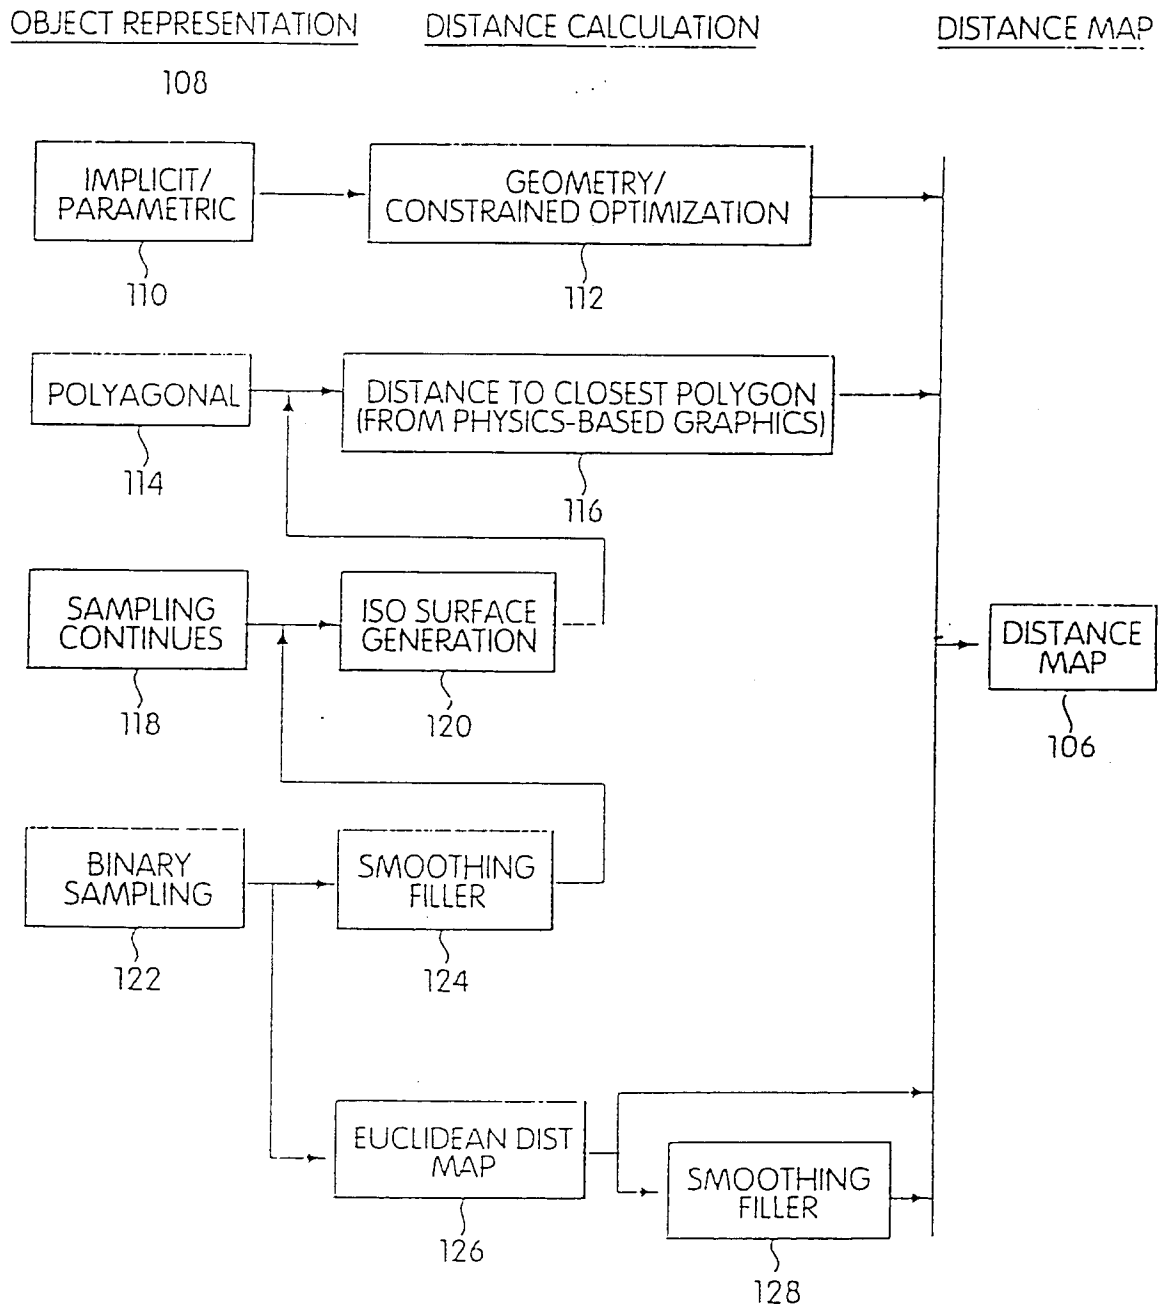 OBJECT REPRESENTATION
DISTANCE CALCULATION
DISTANCE MAP
108
IMPLICIT/
PARAMETRIC
110
GEOMETRY/
CONSTRAINED OPTIMIZATION
112
POLYAGONAL
114
DISTANCE TO CLOSEST POLYGON
(FROM PHYSICS-BASED GRAPHICS)
116
SAMPLING
CONTINUES
118
ISO SURFACE
GENERATION
120
DISTANCE
MAP
106
BINARY
SAMPLING
122
SMOOTHING
FILLER
124
EUCLIDEAN DIST
MAP
126
SMOOTHING
FILLER
128